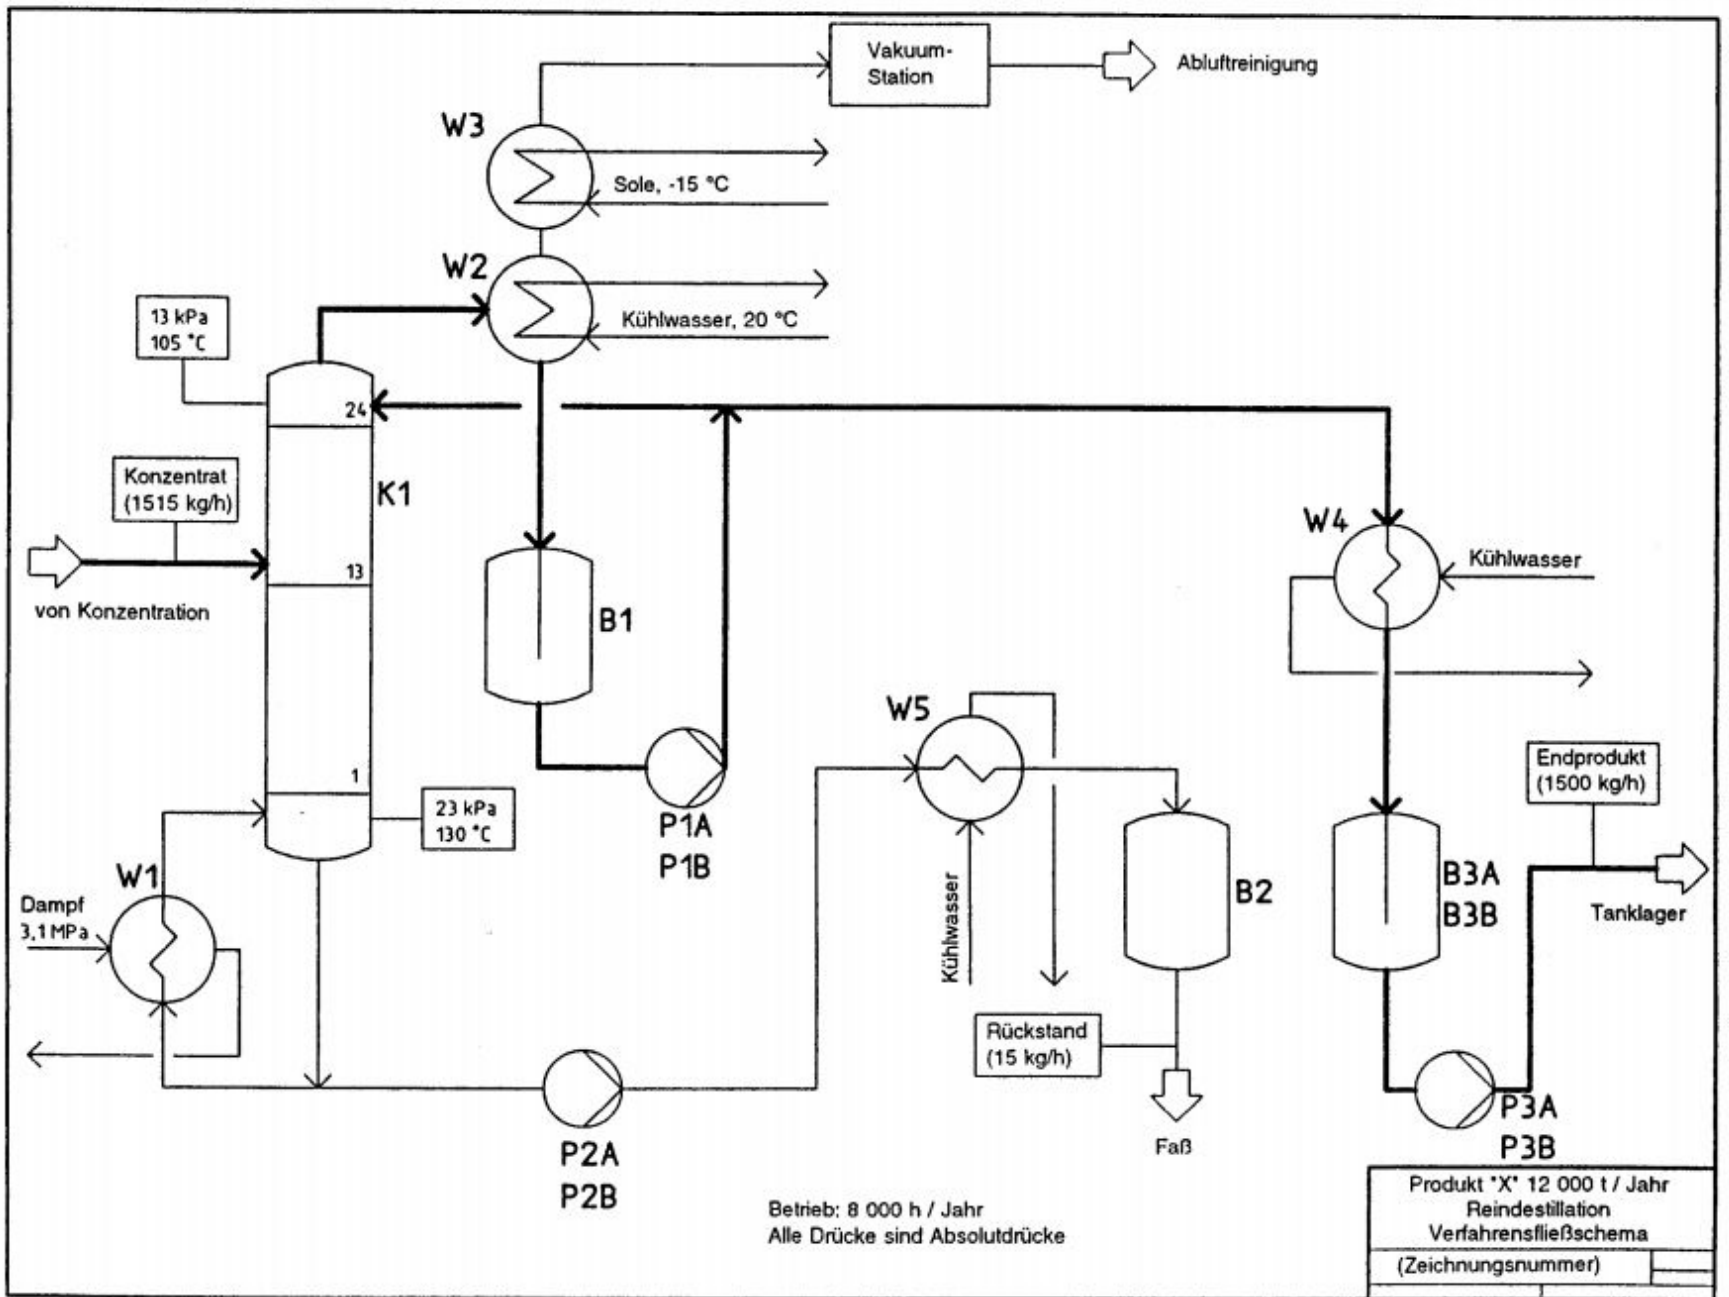 Vakuum-
Station
Abluftreinigung
W3
Sole, -15 °C
W2
Kühlwasser, 20 °C
13 kPa
105 °C
24
Konzentrat
(1515 kg/h)
K1
13
von Konzentration
B1
W4
Kühlwasser
W5
1
23 kPa
130 °C
P1A
P1B
Endprodukt
(1500 kg/h)
W1
Dampf
3,1 MPa
Kühlwasser
B2
B3A
B3B
Tanklager
Rückstand
(15 kg/h)
Faß
P2A
P2B
P3A
P3B
Betrieb: 8 000 h / Jahr
Alle Drücke sind Absolutdrücke
Produkt "X" 12 000 t / Jahr
Reindestillation
Verfahrensfließschema
(Zeichnungsnummer)